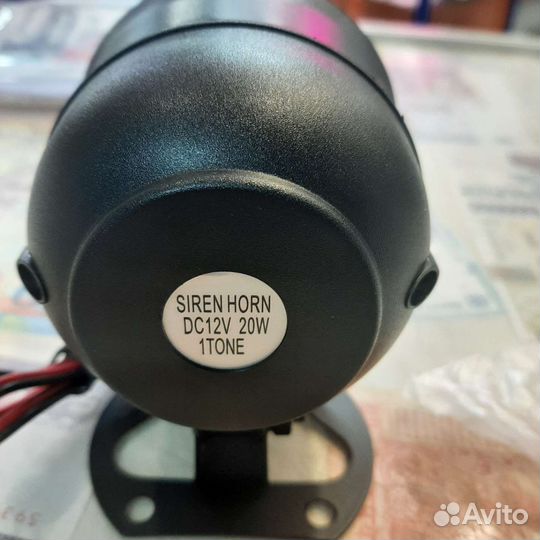 SIREN HORN
DC12V 20W
1TONE
Avito